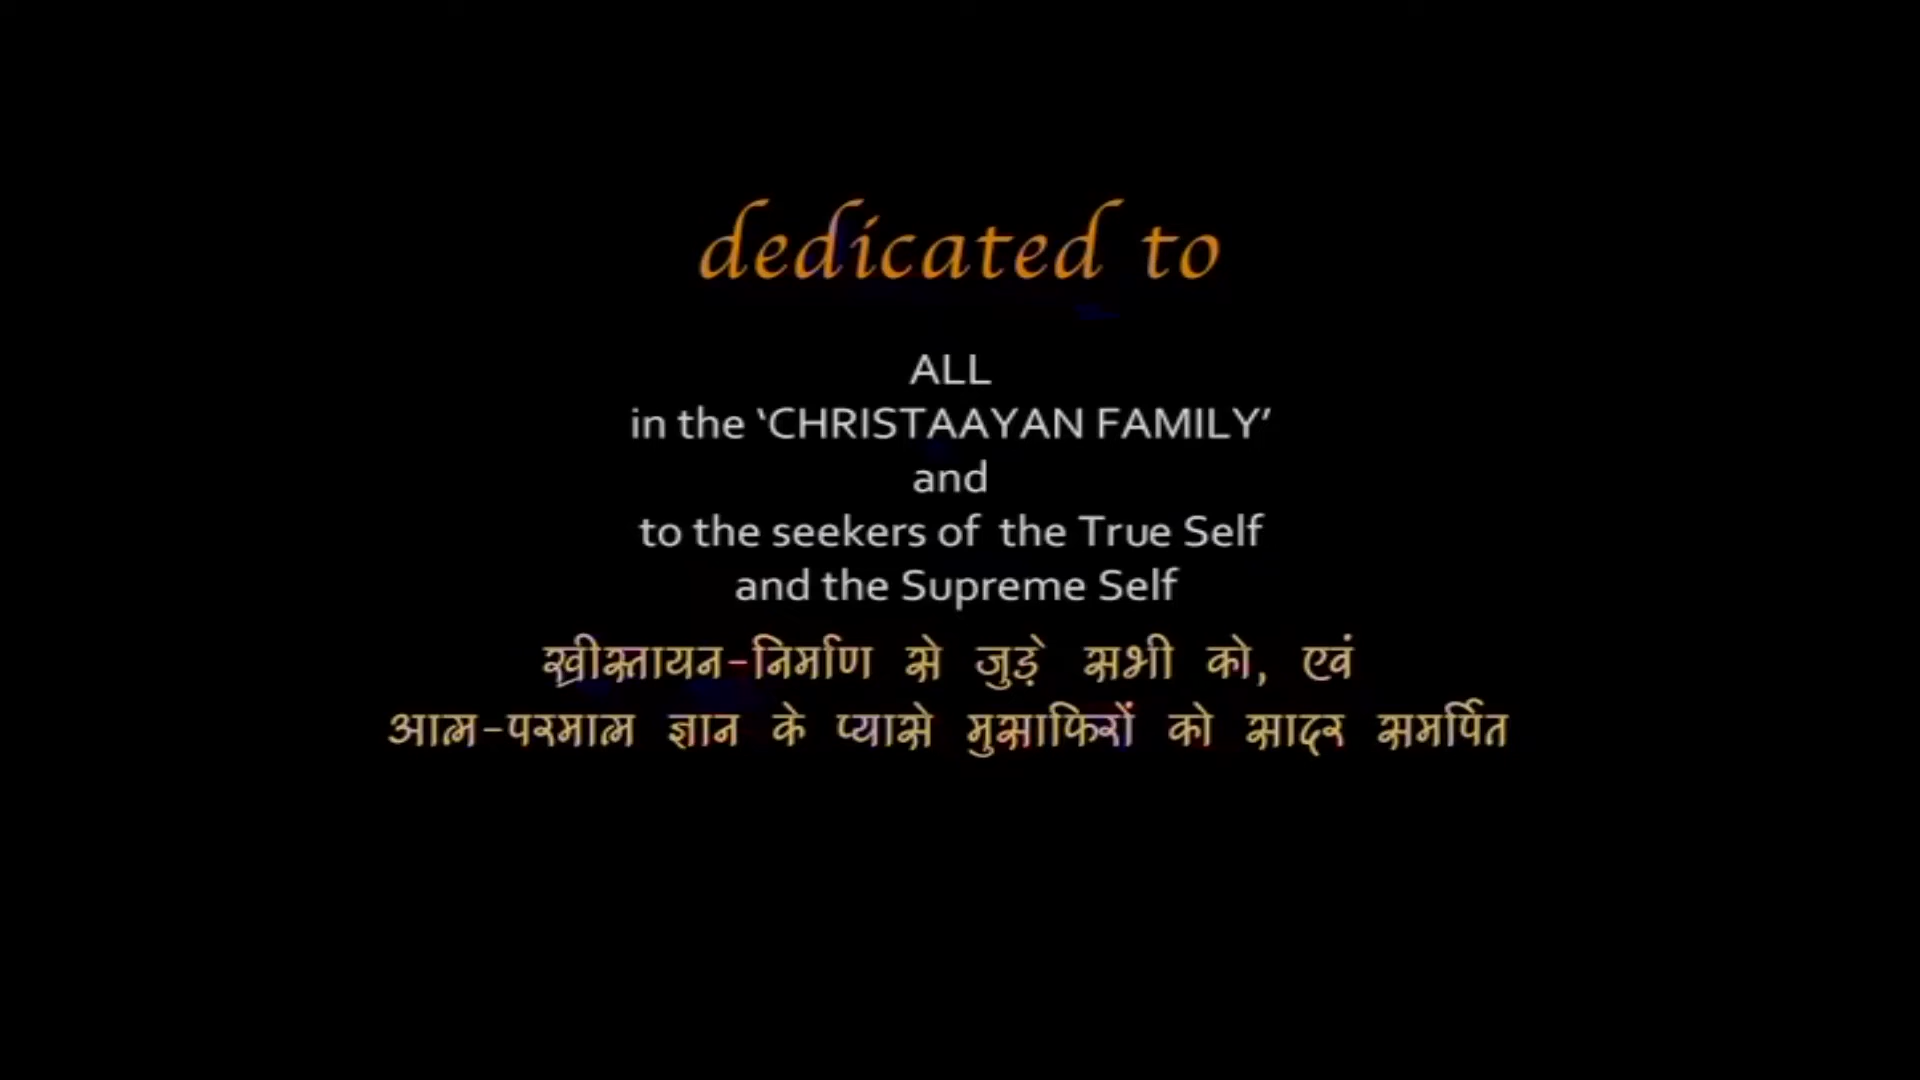 dedicated to
ALL
in the ‘CHRISTAAYAN FAMILY’
and
to the seekers of the True Self
and the Supreme Self
ख्रीस्तायन-निर्माण से जुड़े सभी को, एवं
आत्म-परमात्म ज्ञान के प्यासे मुसाफिरों को सादर समर्पित